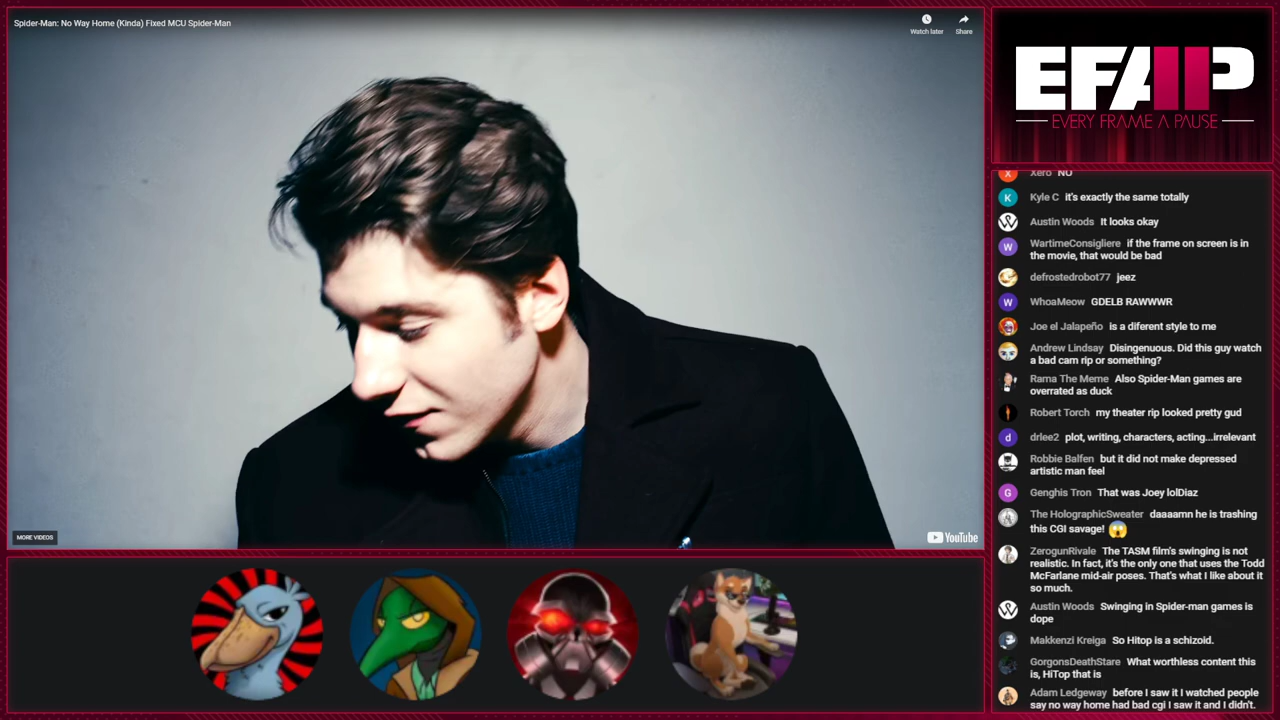 Spider-Man: No Way Home (Kinda) Fixed MCU Spider-Man
Watch later
Share
MORE VIDEOS
YouTube
EFAP
EVERY FRAME A PAUSE
X Xero NO
K Kyle C it's exactly the same totally
Austin Woods It looks okay
W WartimeConsigliere if the frame on screen is in
the movie, that would be bad
defrostedrobot77 jeez
W WhoaMeow GDELB RAWWWR
Joe el Jalapeño is a diferent style to me
Andrew Lindsay Disingenuous. Did this guy watch
a bad cam rip or something?
Rama The Meme Also Spider-Man games are
overrated as duck
Robert Torch my theater rip looked pretty gud
d drlee2 plot, writing, characters, acting...irrelevant
Robbie Balfen but it did not make depressed
artistic man feel
G Genghis Tron That was Joey lolDiaz
The HolographicSweater daaaamn he is trashing
this CGI savage! 😱
ZerogunRivale The TASM film's swinging is not
realistic. In fact, it's the only one that uses the Todd
McFarlane mid-air poses. That's what I like about it
so much.
Austin Woods Swinging in Spider-man games is
dope
Makkenzi Kreiga So Hitop is a schizoid.
GorgonsDeathStare What worthless content this
is, HiTop that is
Adam Ledgeway before I saw it I watched people
say no way home had bad cgi I saw it and I didn't.